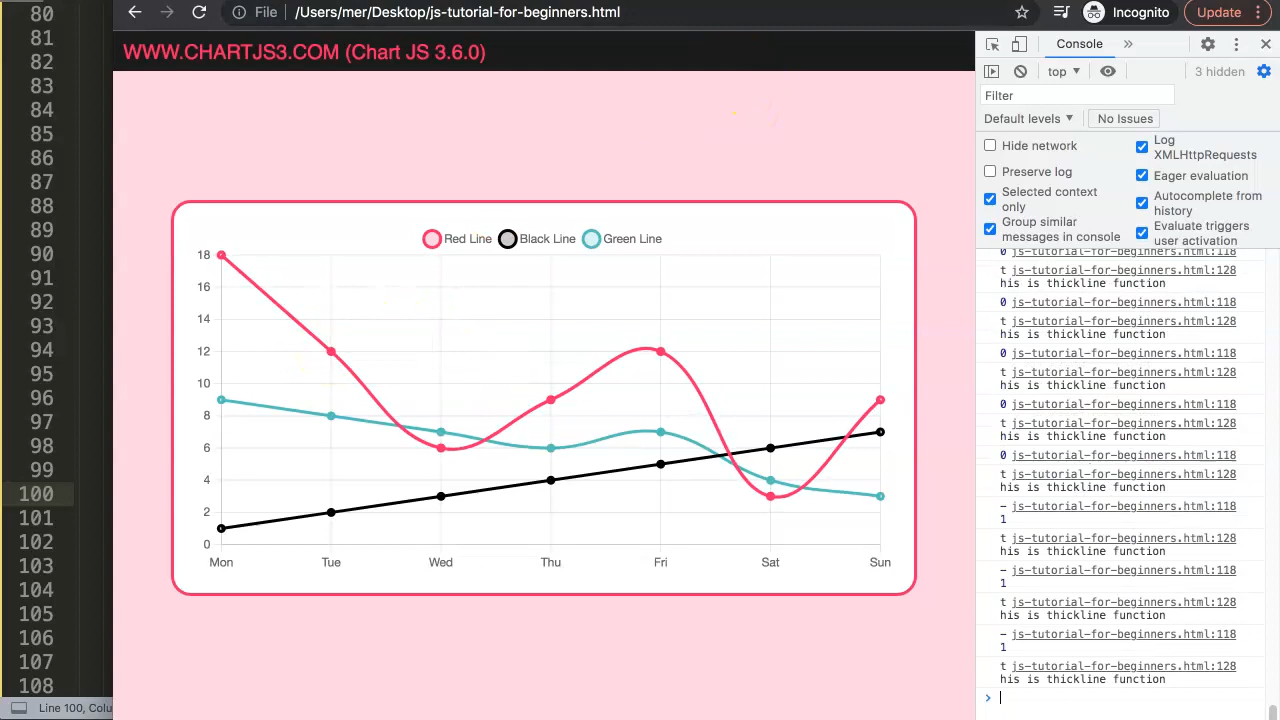 80
81
82
83
84
85
86
87
88
89
90
91
92
93
94
95
96
97
98
99
100
101
102
103
104
105
106
107
108
Line 100, Colu
File /Users/mer/Desktop/js-tutorial-for-beginners.html
Incognito
Update
WWW.CHARTJS3.COM (Chart JS 3.6.0)
Red Line Black Line Green Line
18
16
14
12
10
8
6
4
2
0
Mon Tue Wed Thu Fri Sat Sun
Console
top
3 hidden
Filter
Default levels
No Issues
Hide network
Log XMLHttpRequests
Preserve log
Eager evaluation
Selected context only
Autocomplete from history
Group similar messages in console
Evaluate triggers user activation
0 js-tutorial-for-beginners.html:118
t js-tutorial-for-beginners.html:128
his is thickline function
0 js-tutorial-for-beginners.html:118
t js-tutorial-for-beginners.html:128
his is thickline function
0 js-tutorial-for-beginners.html:118
t js-tutorial-for-beginners.html:128
his is thickline function
0 js-tutorial-for-beginners.html:118
t js-tutorial-for-beginners.html:128
his is thickline function
0 js-tutorial-for-beginners.html:118
t js-tutorial-for-beginners.html:128
his is thickline function
- js-tutorial-for-beginners.html:118
1
t js-tutorial-for-beginners.html:128
his is thickline function
- js-tutorial-for-beginners.html:118
1
t js-tutorial-for-beginners.html:128
his is thickline function
- js-tutorial-for-beginners.html:118
1
t js-tutorial-for-beginners.html:128
his is thickline function